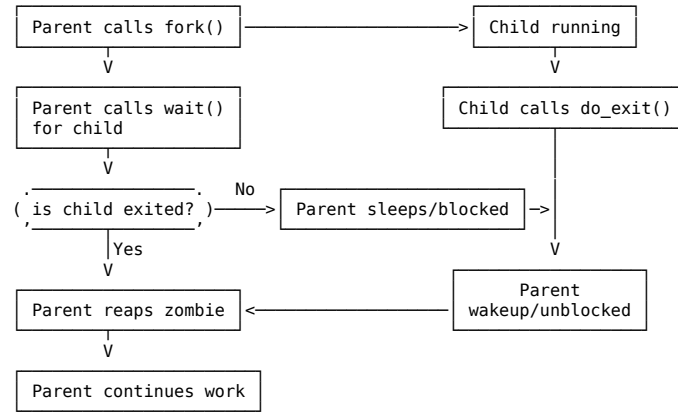 Parent calls fork()
Child running
Parent calls wait()
for child
Child calls do_exit()
is child exited?
No
Parent sleeps/blocked
Yes
Parent
wakeup/unblocked
Parent reaps zombie
Parent continues work